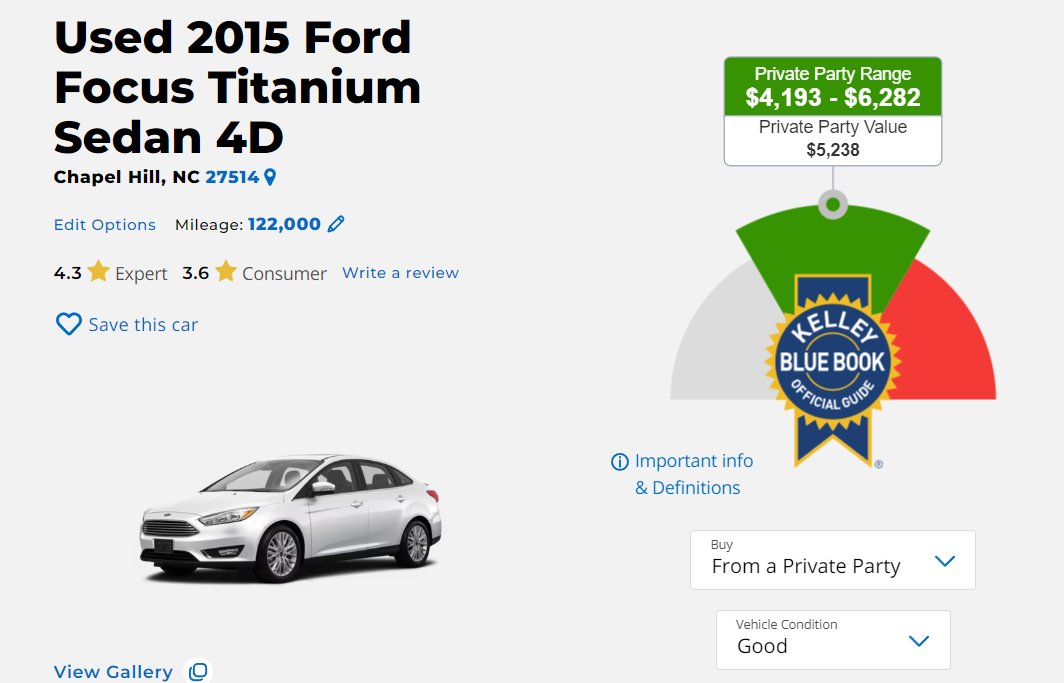 Used 2015 Ford
Focus Titanium
Sedan 4D
Chapel Hill, NC 27514
Edit Options Mileage: 122,000
4.3 Expert 3.6 Consumer Write a review
Save this car
View Gallery
Private Party Range
$4,193 - $6,282
Private Party Value
$5,238
KELLEY
BLUE BOOK
OFFICIAL GUIDE
®
Important info
& Definitions
Buy
From a Private Party
Vehicle Condition
Good